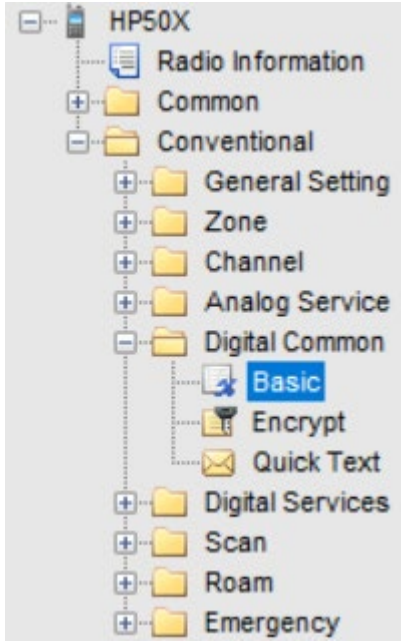 HP50X
Radio Information
Common
Conventional
General Setting
Zone
Channel
Analog Service
Digital Common
Basic
Encrypt
Quick Text
Digital Services
Scan
Roam
Emergency